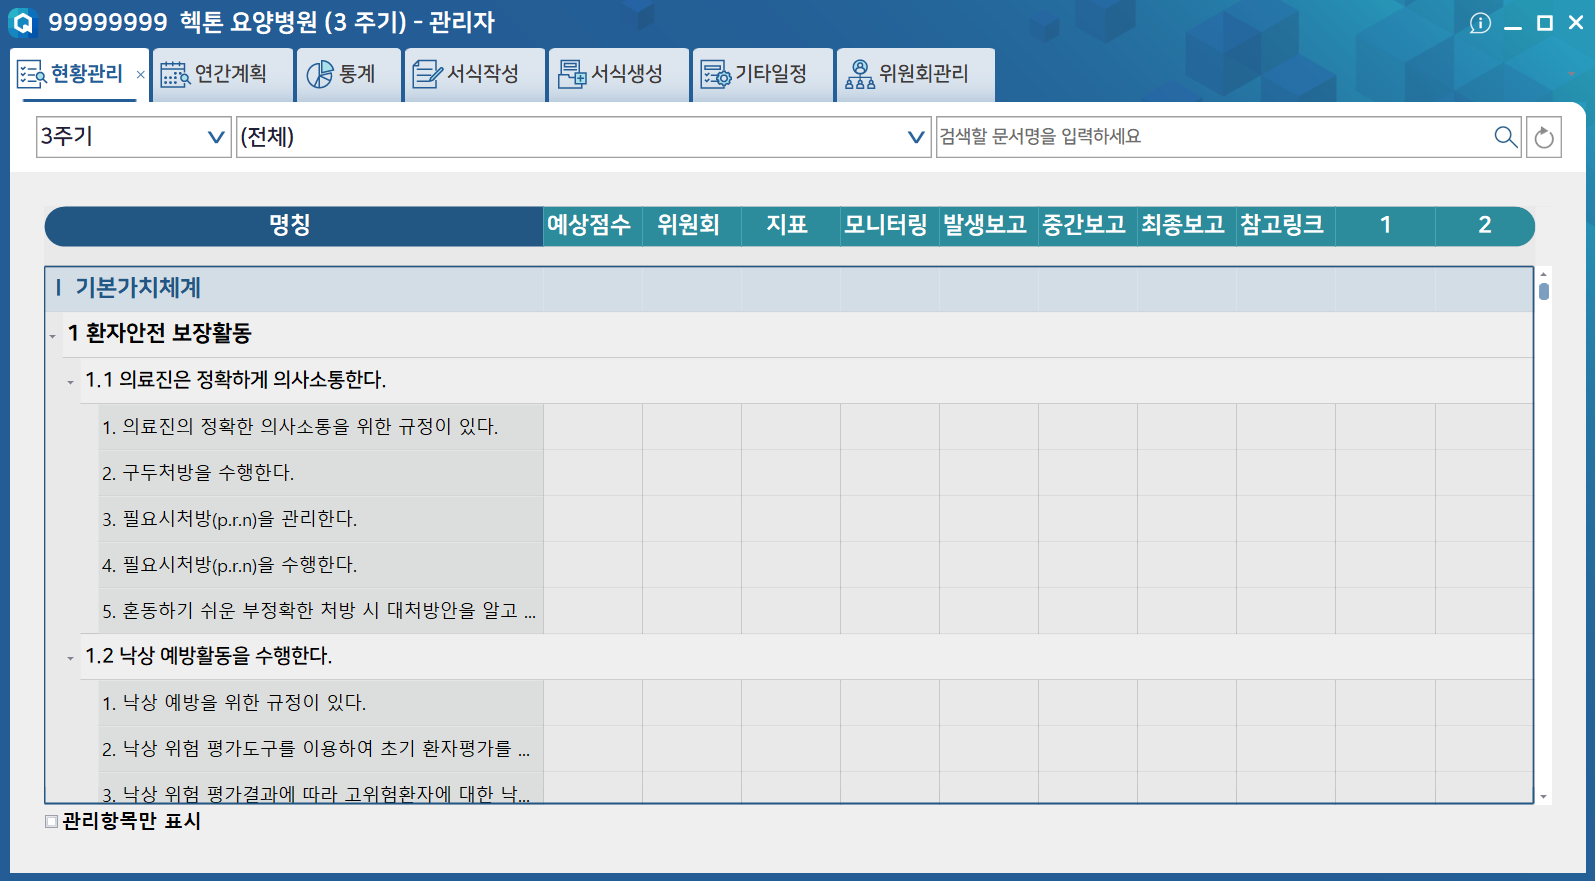 99999999 헥톤 요양병원 (3 주기) - 관리자
현황관리 × 연간계획 통계 서식작성 서식생성 기타일정 위원회관리
3주기 (전체) 검색할 문서명을 입력하세요
명칭 예상점수 위원회 지표 모니터링 발생보고 중간보고 최종보고 참고링크 1 2
Ⅰ 기본가치체계
1 환자안전 보장활동
1.1 의료진은 정확하게 의사소통한다.
1. 의료진의 정확한 의사소통을 위한 규정이 있다.
2. 구두처방을 수행한다.
3. 필요시처방(p.r.n)을 관리한다.
4. 필요시처방(p.r.n)을 수행한다.
5. 혼동하기 쉬운 부정확한 처방 시 대처방안을 알고 ...
1.2 낙상 예방활동을 수행한다.
1. 낙상 예방을 위한 규정이 있다.
2. 낙상 위험 평가도구를 이용하여 초기 환자평가를 ...
3. 낙상 위험 평가결과에 따라 고위험환자에 대한 낙...
관리항목만 표시